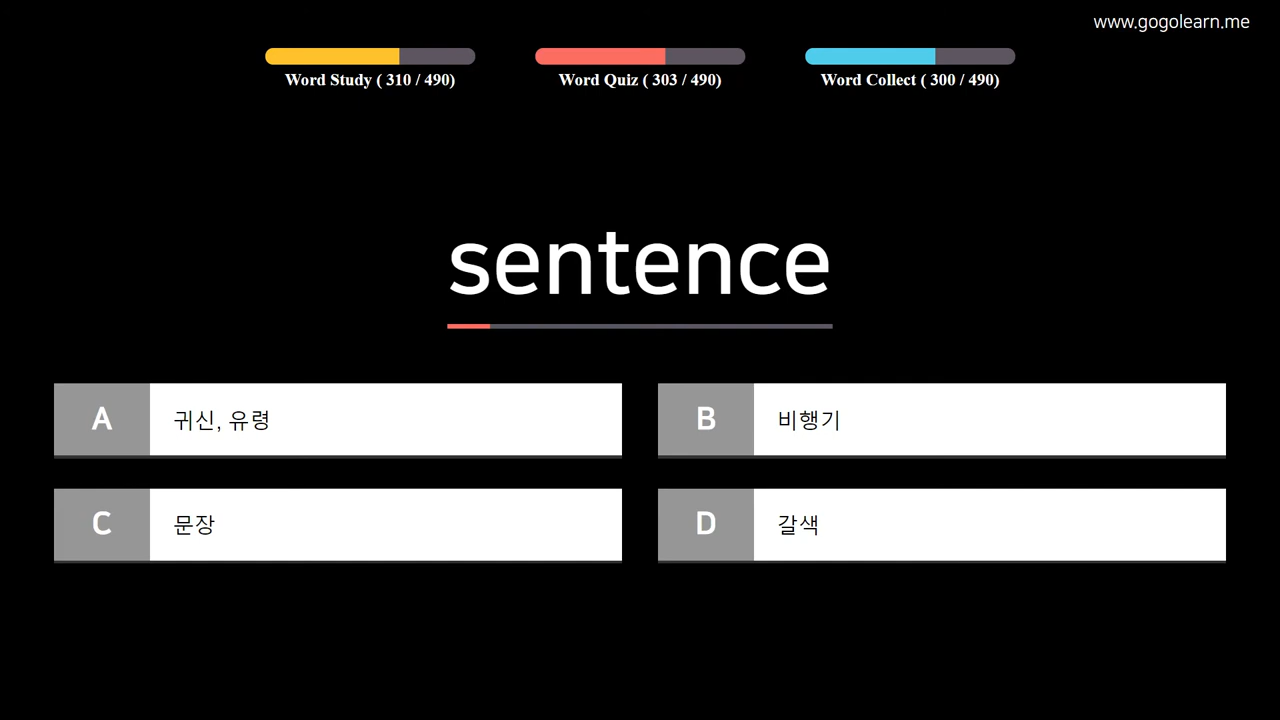 www.gogolearn.me
Word Study ( 310 / 490)
Word Quiz ( 303 / 490)
Word Collect ( 300 / 490)
sentence
A 귀신, 유령
B 비행기
C 문장
D 갈색